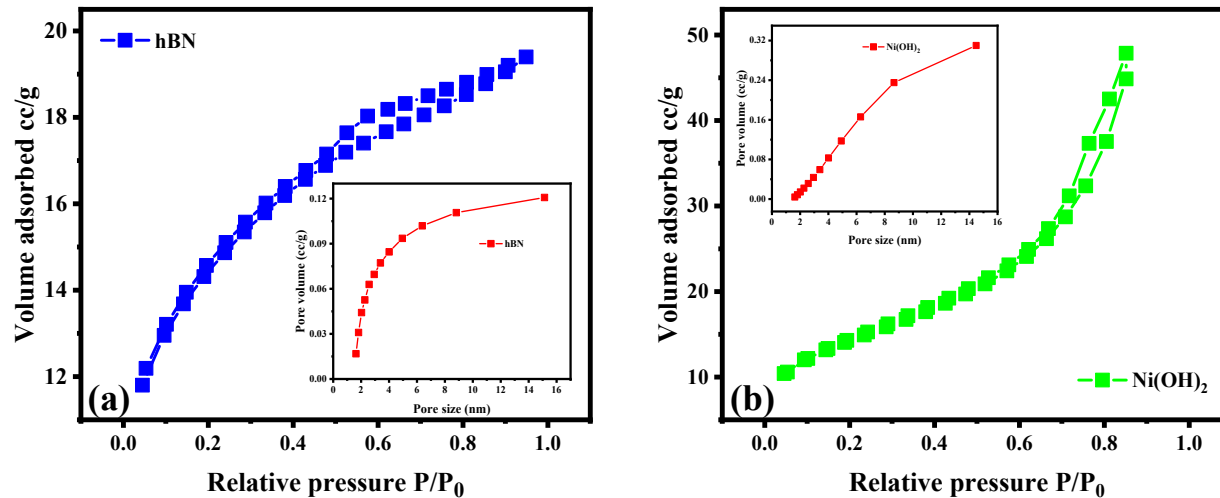 20
18
16
14
12
Volume adsorbed cc/g
hBN
(a)
0.0 0.2 0.4 0.6 0.8 1.0
Relative pressure P/P₀
0.12
0.09
0.06
0.03
0.00
Pore volume (cc/g)
hBN
0 2 4 6 8 10 12 14 16
Pore size (nm)
50
40
30
20
10
Volume adsorbed cc/g
Ni(OH)₂
(b)
0.0 0.2 0.4 0.6 0.8 1.0
Relative pressure P/P₀
0.32
0.24
0.16
0.08
0.00
Pore volume (cc/g)
Ni(OH)₂
0 2 4 6 8 10 12 14 16
Pore size (nm)